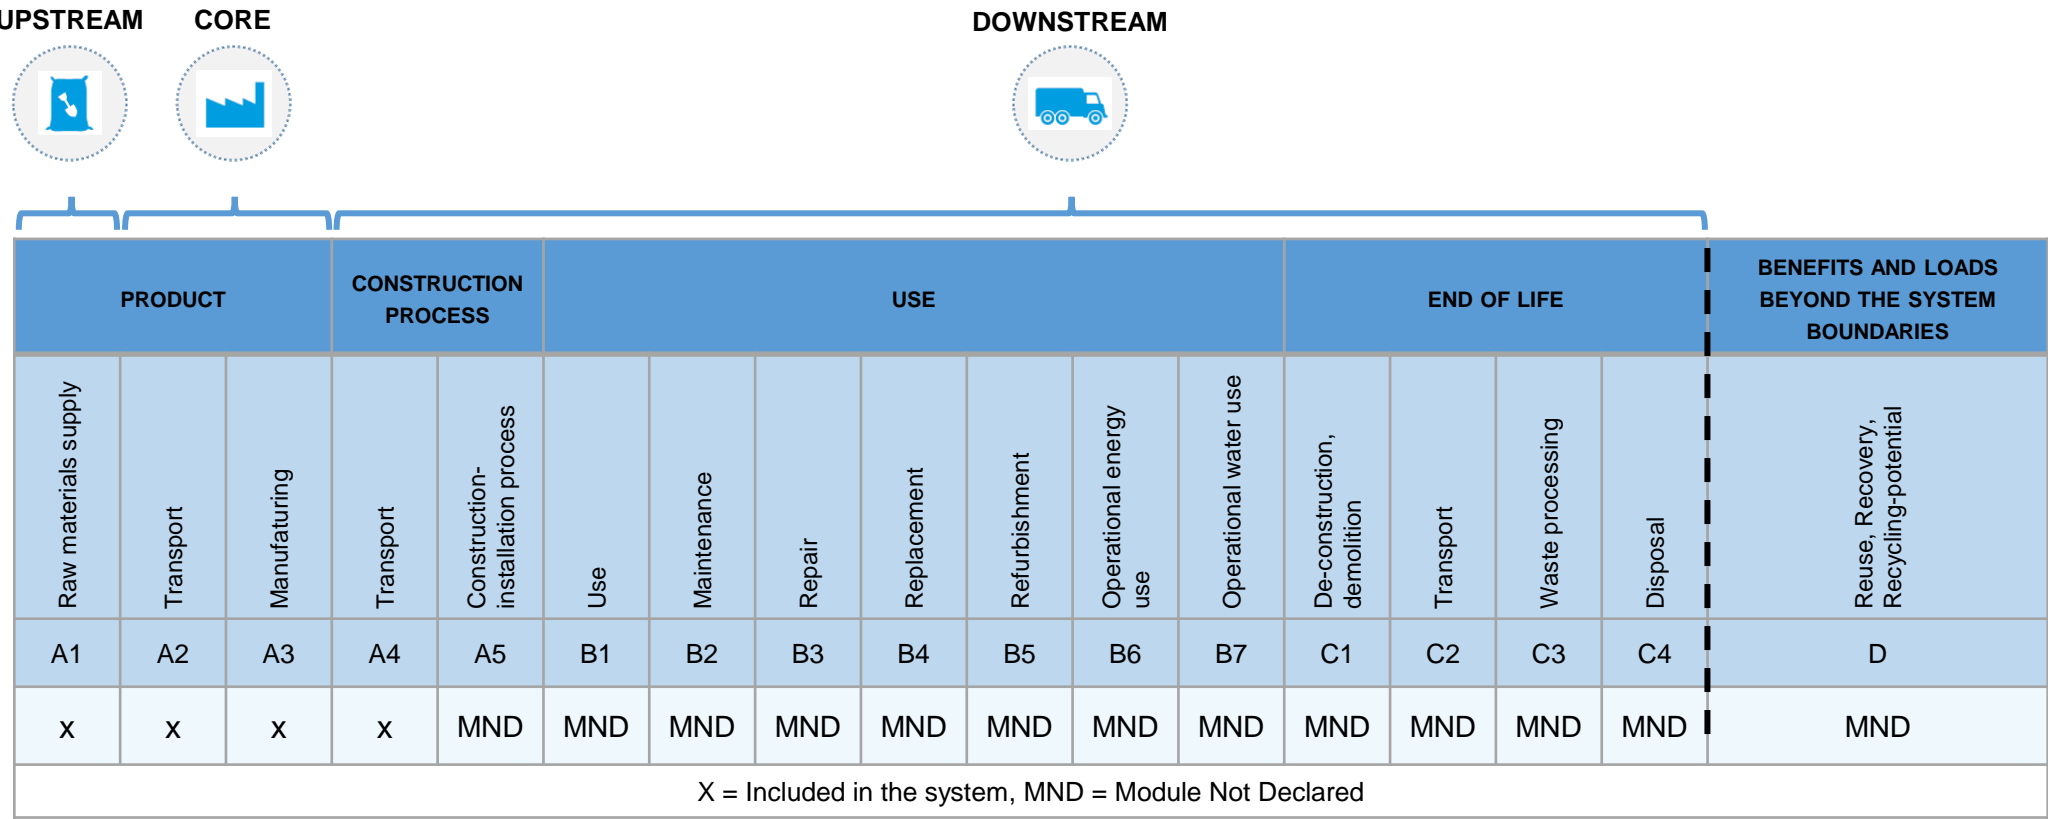 UPSTREAM
CORE
DOWNSTREAM
PRODUCT
CONSTRUCTION
PROCESS
USE
END OF LIFE
BENEFITS AND LOADS
BEYOND THE SYSTEM
BOUNDARIES
Raw materials supply
Transport
Manufaturing
Transport
Construction-
installation process
Use
Maintenance
Repair
Replacement
Refurbishment
Operational energy
use
Operational water use
De-construction,
demolition
Transport
Waste processing
Disposal
Reuse, Recovery,
Recycling-potential
A1 A2 A3 A4 A5 B1 B2 B3 B4 B5 B6 B7 C1 C2 C3 C4 D
x x x x MND MND MND MND MND MND MND MND MND MND MND MND MND
X = Included in the system, MND = Module Not Declared